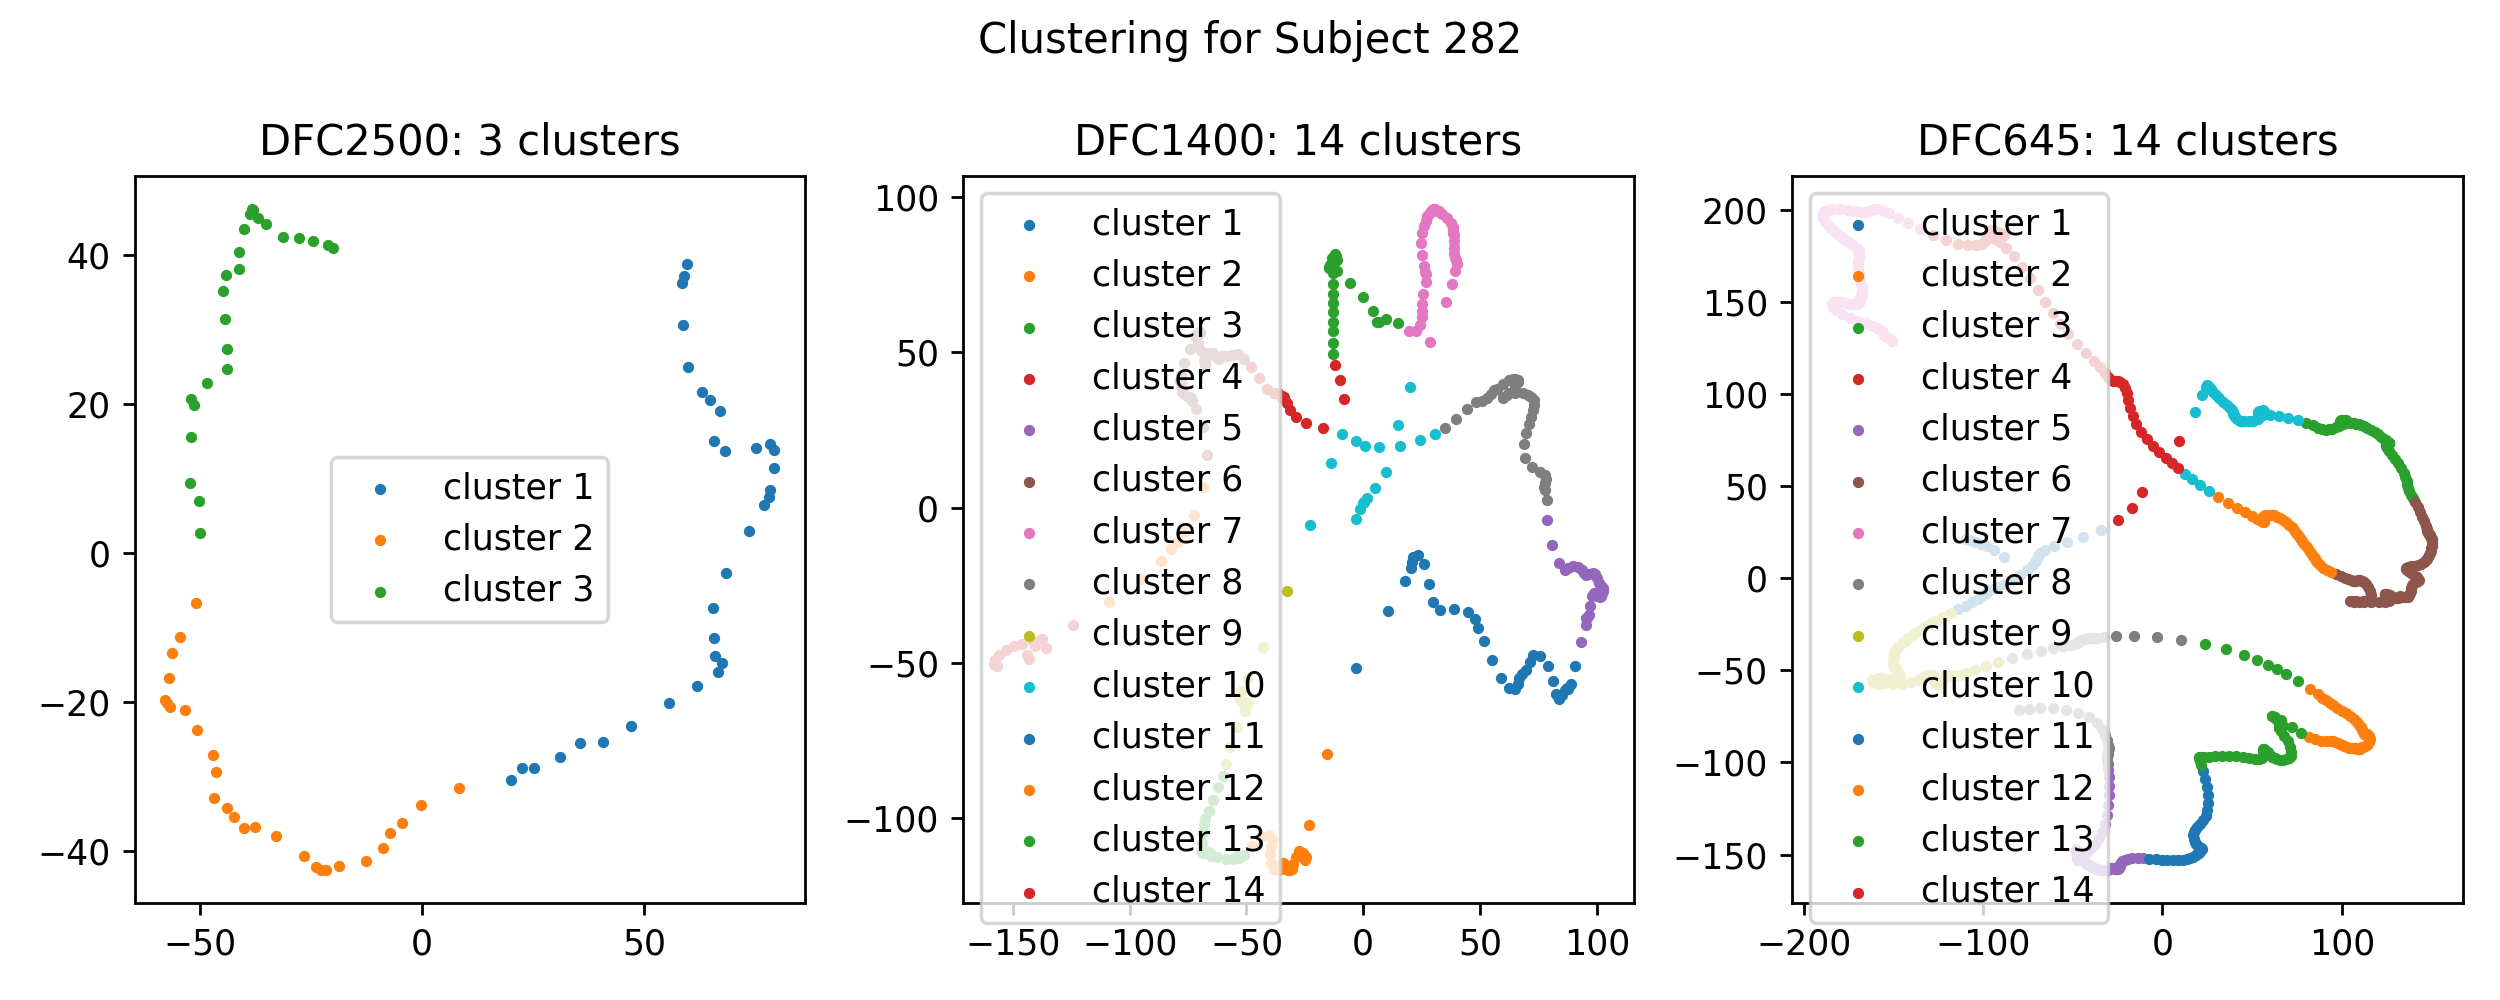 Clustering for Subject 282
DFC2500: 3 clusters
40
20
0
−20
−40
−50
0
50
cluster 1
cluster 2
cluster 3
DFC1400: 14 clusters
100
50
0
−50
−100
−150
−100
−50
0
50
100
cluster 1
cluster 2
cluster 3
cluster 4
cluster 5
cluster 6
cluster 7
cluster 8
cluster 9
cluster 10
cluster 11
cluster 12
cluster 13
cluster 14
DFC645: 14 clusters
200
150
100
50
0
−50
−100
−150
−200
−100
0
100
cluster 1
cluster 2
cluster 3
cluster 4
cluster 5
cluster 6
cluster 7
cluster 8
cluster 9
cluster 10
cluster 11
cluster 12
cluster 13
cluster 14